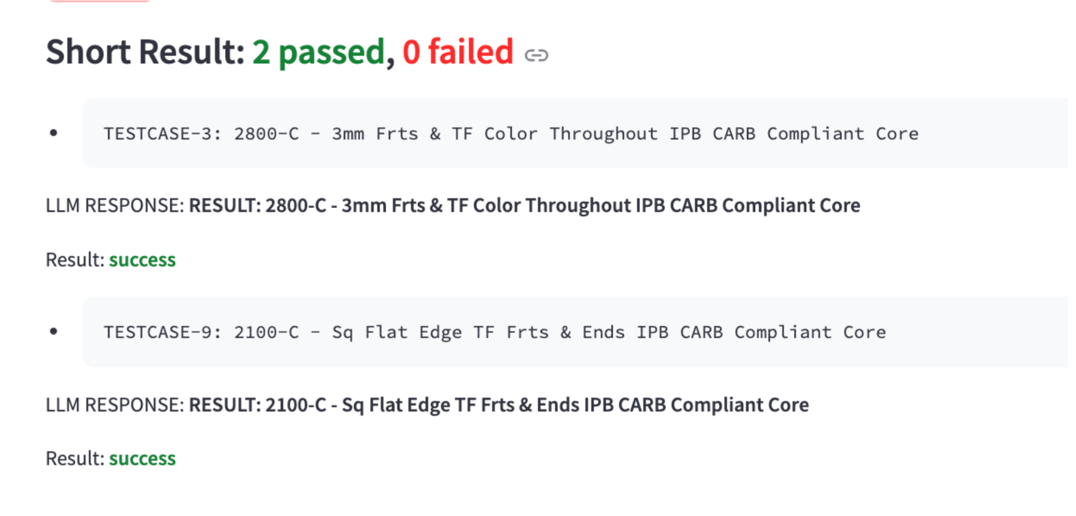 Short Result: 2 passed, 0 failed
TESTCASE-3: 2800-C - 3mm Frts & TF Color Throughout IPB CARB Compliant Core
LLM RESPONSE: RESULT: 2800-C - 3mm Frts & TF Color Throughout IPB CARB Compliant Core
Result: success
TESTCASE-9: 2100-C - Sq Flat Edge TF Frts & Ends IPB CARB Compliant Core
LLM RESPONSE: RESULT: 2100-C - Sq Flat Edge TF Frts & Ends IPB CARB Compliant Core
Result: success